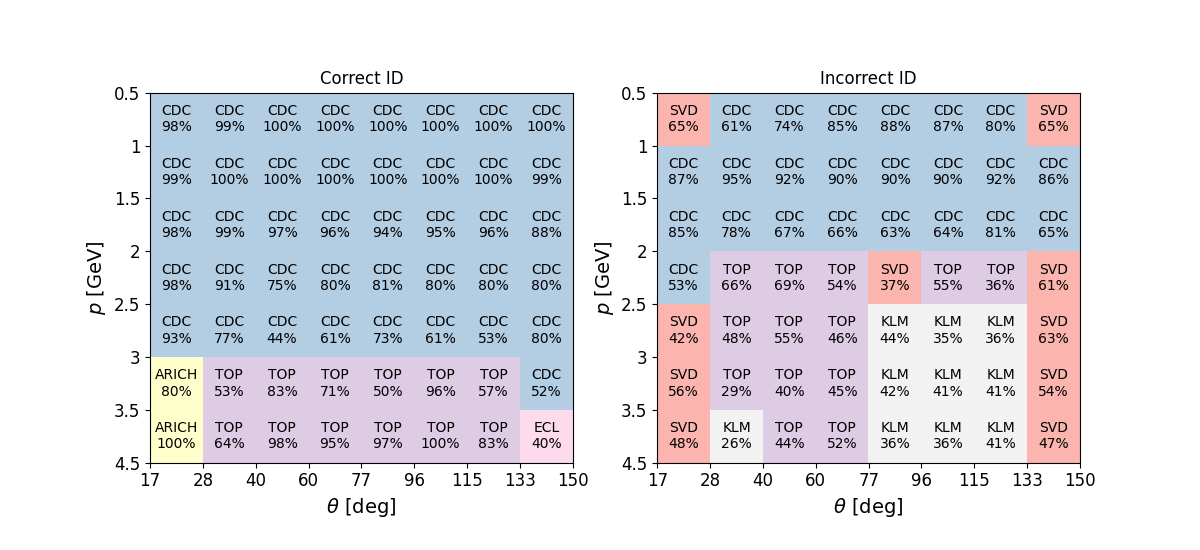 Correct ID
0.5 CDC CDC CDC CDC CDC CDC CDC CDC
98% 99% 100% 100% 100% 100% 100% 100%
1
CDC CDC CDC CDC CDC CDC CDC CDC
99% 100% 100% 100% 100% 100% 100% 99%
1.5
CDC CDC CDC CDC CDC CDC CDC CDC
98% 99% 97% 96% 94% 95% 96% 88%
2
CDC CDC CDC CDC CDC CDC CDC CDC
98% 91% 75% 80% 81% 80% 80% 80%
2.5
CDC CDC CDC CDC CDC CDC CDC CDC
93% 77% 44% 61% 73% 61% 53% 80%
3
ARICH TOP TOP TOP TOP TOP TOP CDC
80% 53% 83% 71% 50% 96% 57% 52%
3.5
ARICH TOP TOP TOP TOP TOP TOP ECL
100% 64% 98% 95% 97% 100% 83% 40%
4.5
17 28 40 60 77 96 115 133 150
θ [deg]
p [GeV]
Incorrect ID
0.5 SVD CDC CDC CDC CDC CDC CDC SVD
65% 61% 74% 85% 88% 87% 80% 65%
1
CDC CDC CDC CDC CDC CDC CDC CDC
87% 95% 92% 90% 90% 90% 92% 86%
1.5
CDC CDC CDC CDC CDC CDC CDC CDC
85% 78% 67% 66% 63% 64% 81% 65%
2
CDC TOP TOP TOP SVD TOP TOP SVD
53% 66% 69% 54% 37% 55% 36% 61%
2.5
SVD TOP TOP TOP KLM KLM KLM SVD
42% 48% 55% 46% 44% 35% 36% 63%
3
SVD TOP TOP TOP KLM KLM KLM SVD
56% 29% 40% 45% 42% 41% 41% 54%
3.5
SVD KLM TOP TOP KLM KLM KLM SVD
48% 26% 44% 52% 36% 36% 41% 47%
4.5
17 28 40 60 77 96 115 133 150
θ [deg]
p [GeV]